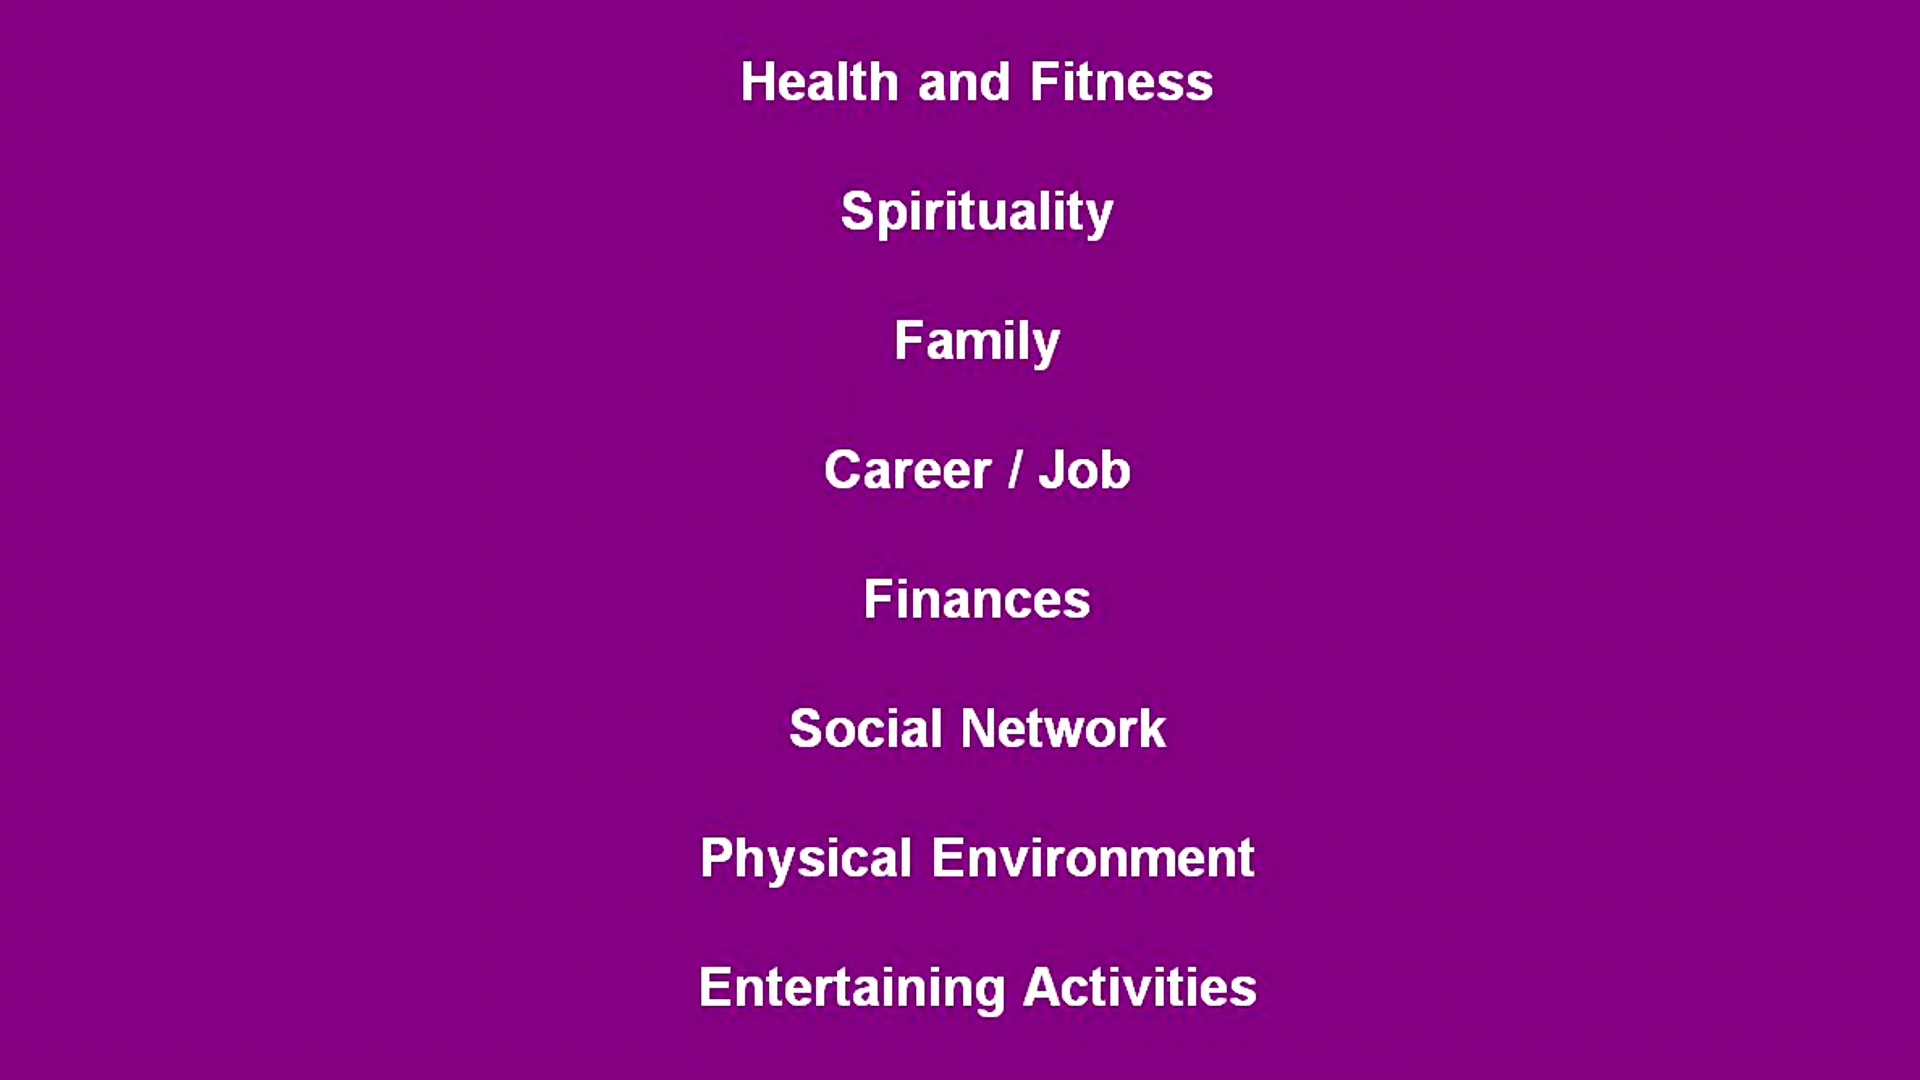 Health and Fitness
Spirituality
Family
Career / Job
Finances
Social Network
Physical Environment
Entertaining Activities